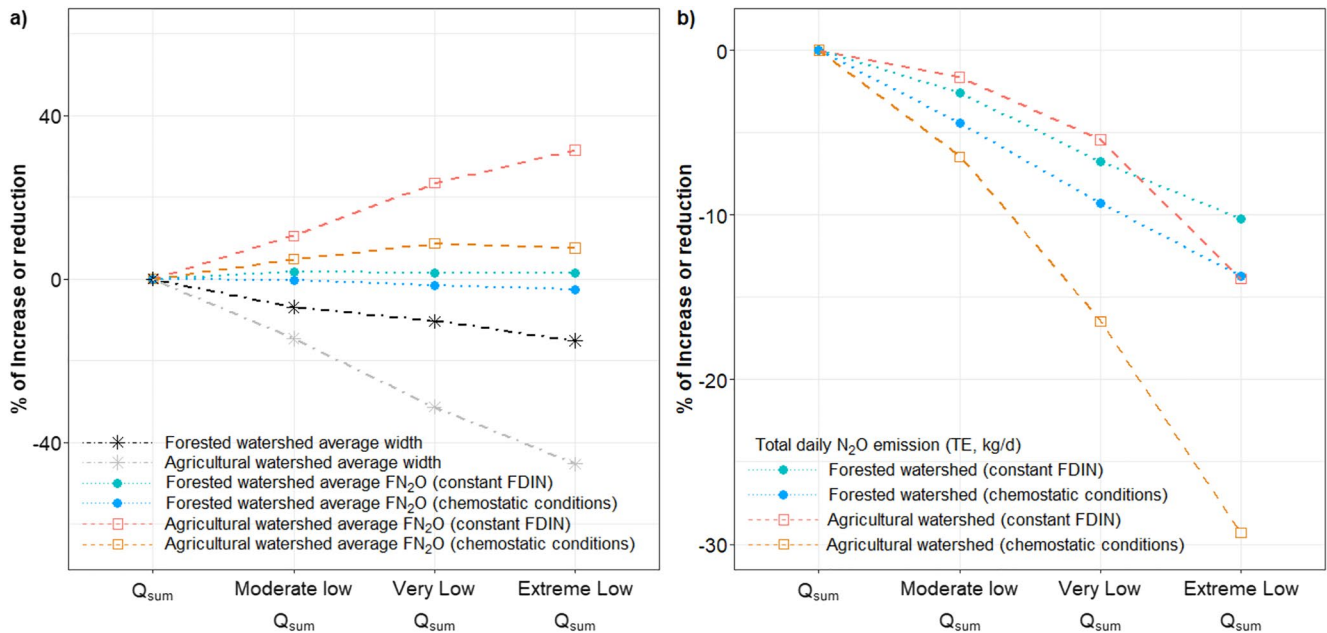 a)
% of Increase or reduction
40
0
-40
Forested watershed average width
Agricultural watershed average width
Forested watershed average FN₂O (constant FDIN)
Forested watershed average FN₂O (chemostatic conditions)
Agricultural watershed average FN₂O (constant FDIN)
Agricultural watershed average FN₂O (chemostatic conditions)
Qsum
Moderate low
Qsum
Very Low
Qsum
Extreme Low
Qsum
b)
% of Increase or reduction
0
-10
-20
-30
Total daily N₂O emission (TE, kg/d)
Forested watershed (constant FDIN)
Forested watershed (chemostatic conditions)
Agricultural watershed (constant FDIN)
Agricultural watershed (chemostatic conditions)
Qsum
Moderate low
Qsum
Very Low
Qsum
Extreme Low
Qsum